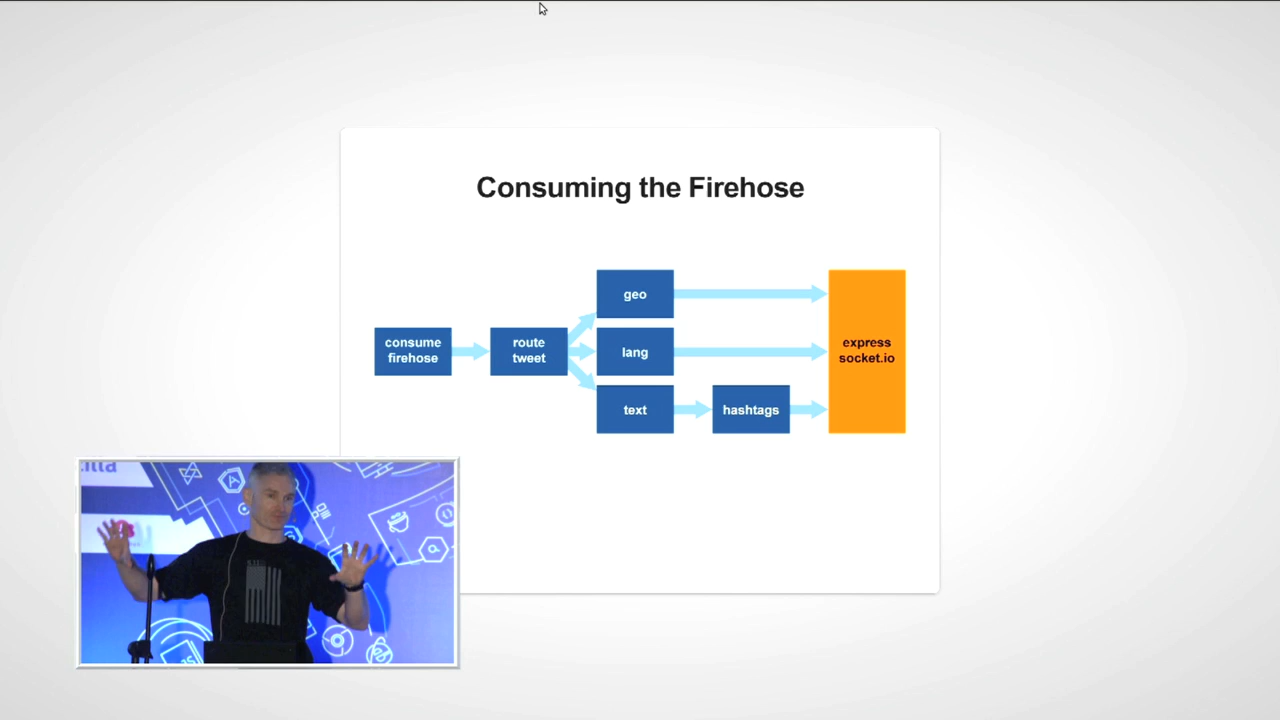 Consuming the Firehose
consume
firehose
route
tweet
geo
lang
text
hashtags
express
socket.io